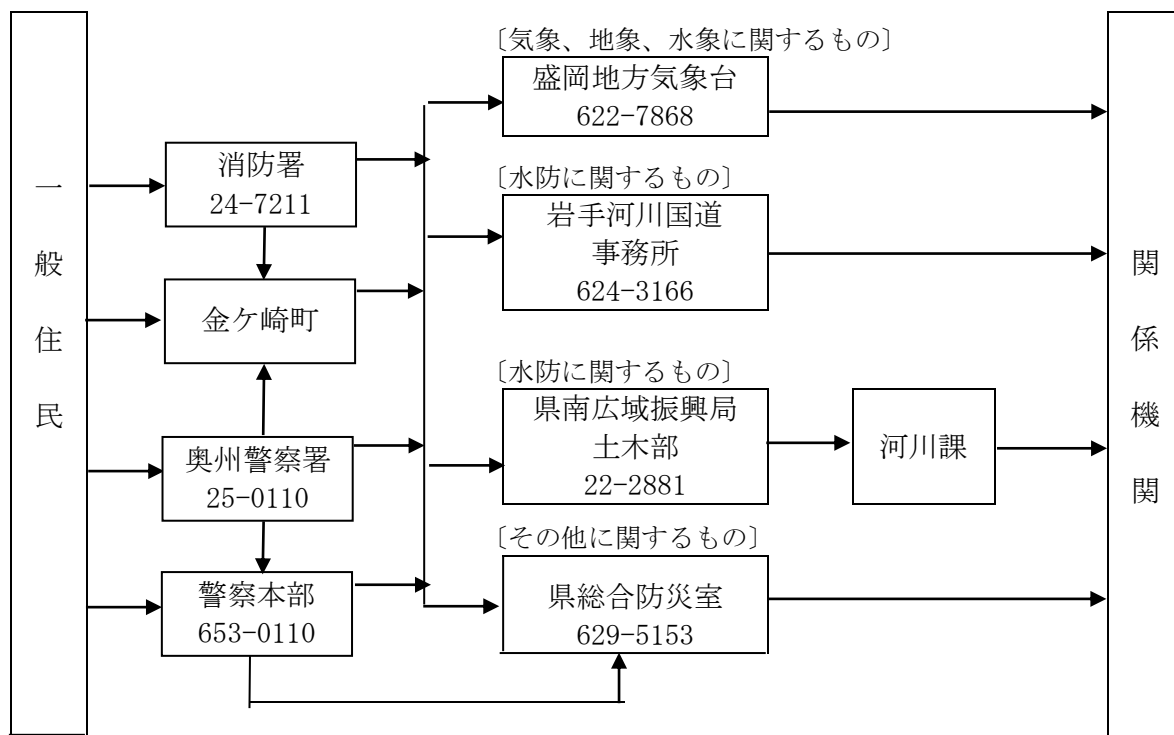 一般住民
消防署
24-7211
金ケ崎町
奥州警察署
25-0110
警察本部
653-0110
〔気象、地象、水象に関するもの〕
盛岡地方気象台
622-7868
〔水防に関するもの〕
岩手河川国道
事務所
624-3166
〔水防に関するもの〕
県南広域振興局
土木部
22-2881
河川課
〔その他に関するもの〕
県総合防災室
629-5153
関係機関